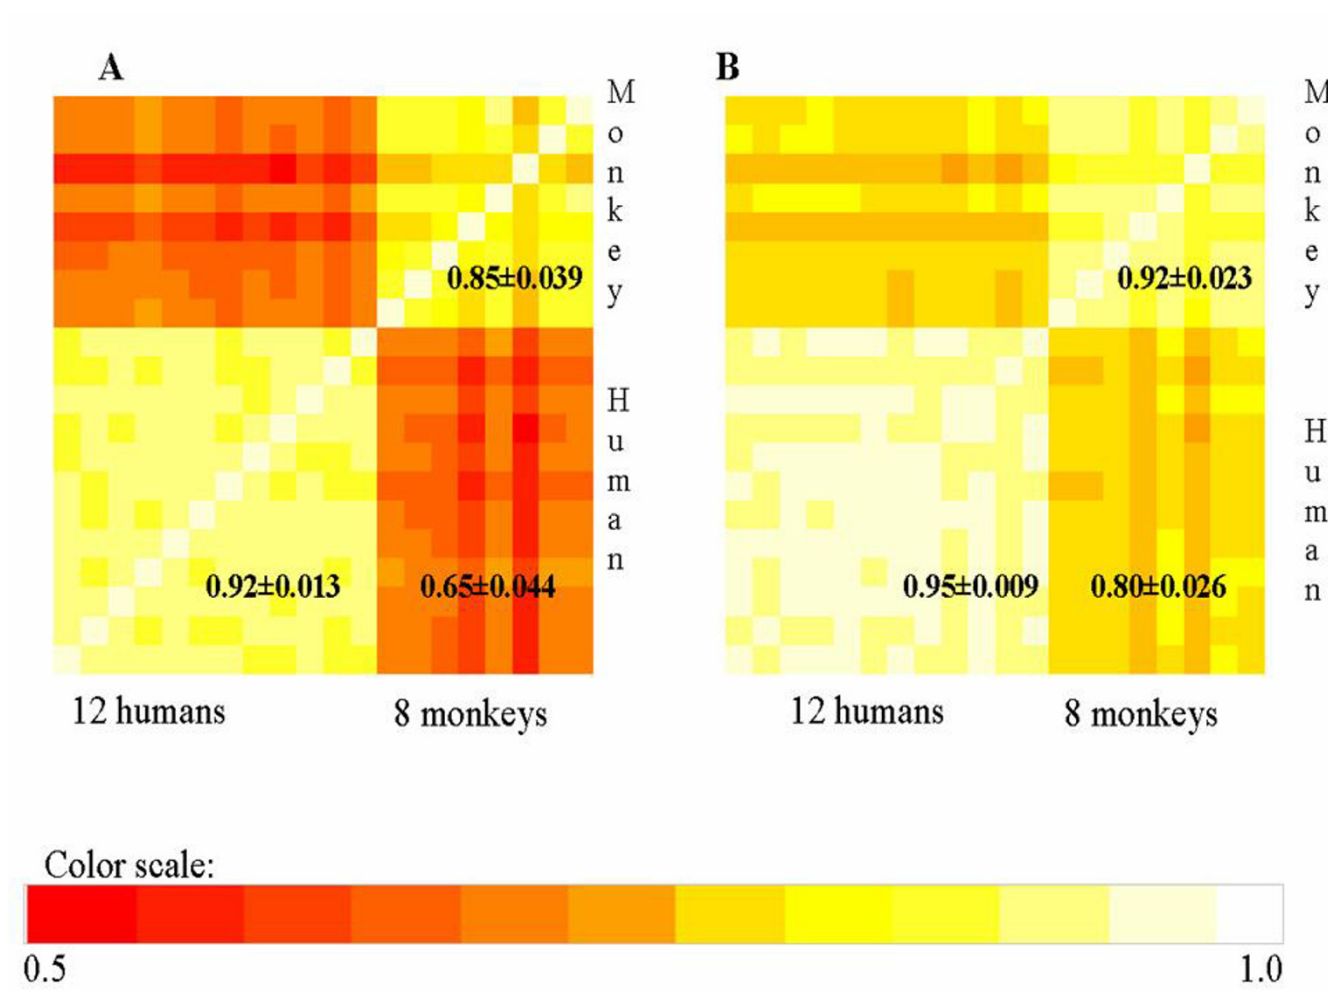 A
B
M
o
n
k
e
y
M
o
n
k
e
y
0.85±0.039
0.92±0.023
H
u
m
a
n
H
u
m
a
n
0.92±0.013
0.65±0.044
0.95±0.009
0.80±0.026
12 humans
8 monkeys
12 humans
8 monkeys
Color scale:
0.5
1.0